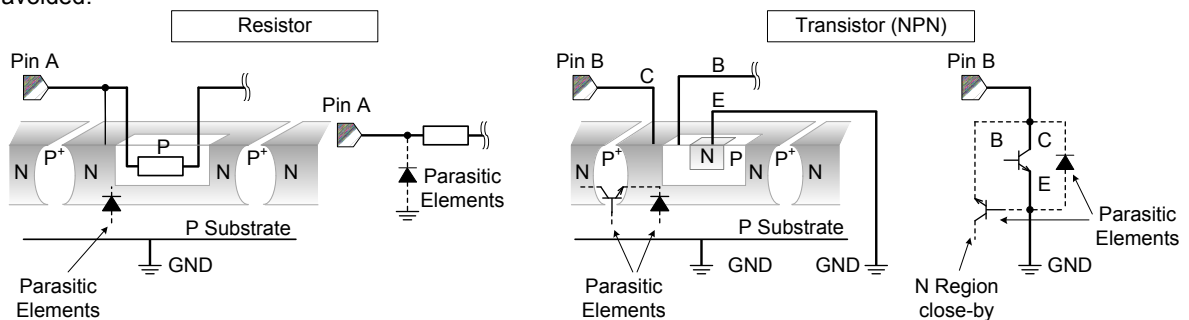 avoided.
Resistor
Transistor (NPN)
Pin A
Pin A
Pin B
C
B
E
Pin B
N P+ N P N P+ N
Parasitic
Elements
P Substrate
GND
Parasitic
Elements
N P+ N N P N P+ N
P Substrate
GND
GND
Parasitic
Elements
B C
E
Parasitic
Elements
GND
N Region
close-by